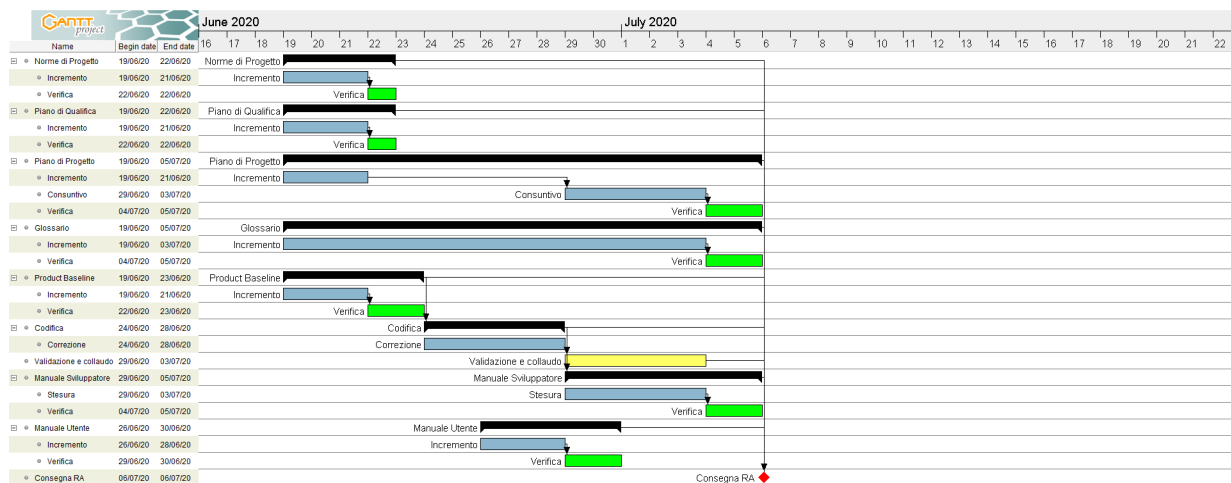 GANTT project
June 2020
July 2020
Name Begin date End date
16 17 18 19 20 21 22 23 24 25 26 27 28 29 30 1 2 3 4 5 6 7 8 9 10 11 12 13 14 15 16 17 18 19 20 21 22
Norme di Progetto 19/06/20 22/06/20 Norme di Progetto
Incremento 19/06/20 21/06/20 Incremento
Verifica 22/06/20 22/06/20 Verifica
Piano di Qualifica 19/06/20 22/06/20 Piano di Qualifica
Incremento 19/06/20 21/06/20 Incremento
Verifica 22/06/20 22/06/20 Verifica
Piano di Progetto 19/06/20 05/07/20 Piano di Progetto
Incremento 19/06/20 21/06/20 Incremento
Consuntivo 29/06/20 03/07/20 Consuntivo
Verifica 04/07/20 05/07/20 Verifica
Glossario 19/06/20 05/07/20 Glossario
Incremento 19/06/20 03/07/20 Incremento
Verifica 04/07/20 05/07/20 Verifica
Product Baseline 19/06/20 23/06/20 Product Baseline
Incremento 19/06/20 21/06/20 Incremento
Verifica 22/06/20 23/06/20 Verifica
Codifica 24/06/20 28/06/20 Codifica
Correzione 24/06/20 28/06/20 Correzione
Validazione e collaudo 29/06/20 03/07/20 Validazione e collaudo
Manuale Sviluppatore 29/06/20 05/07/20 Manuale Sviluppatore
Stesura 29/06/20 03/07/20 Stesura
Verifica 04/07/20 05/07/20 Verifica
Manuale Utente 26/06/20 30/06/20 Manuale Utente
Incremento 26/06/20 28/06/20 Incremento
Verifica 29/06/20 30/06/20 Verifica
Consegna RA 06/07/20 06/07/20 Consegna RA